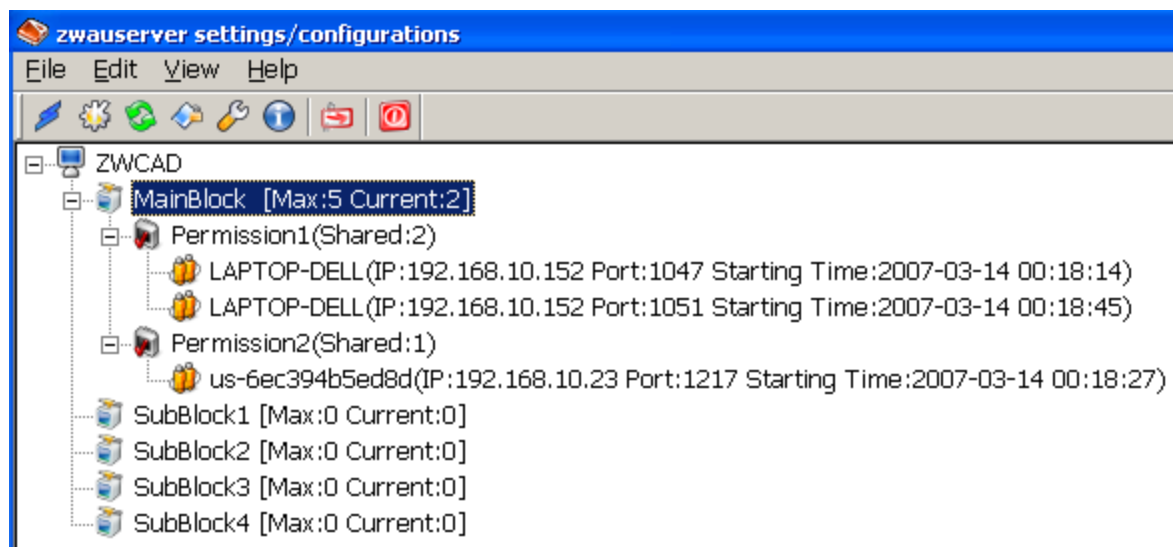 zwauserver settings/configurations
File Edit View Help
ZWCAD
MainBlock [Max:5 Current:2]
Permission1(Shared:2)
LAPTOP-DELL(IP:192.168.10.152 Port:1047 Starting Time:2007-03-14 00:18:14)
LAPTOP-DELL(IP:192.168.10.152 Port:1051 Starting Time:2007-03-14 00:18:45)
Permission2(Shared:1)
us-6ec394b5ed8d(IP:192.168.10.23 Port:1217 Starting Time:2007-03-14 00:18:27)
SubBlock1 [Max:0 Current:0]
SubBlock2 [Max:0 Current:0]
SubBlock3 [Max:0 Current:0]
SubBlock4 [Max:0 Current:0]